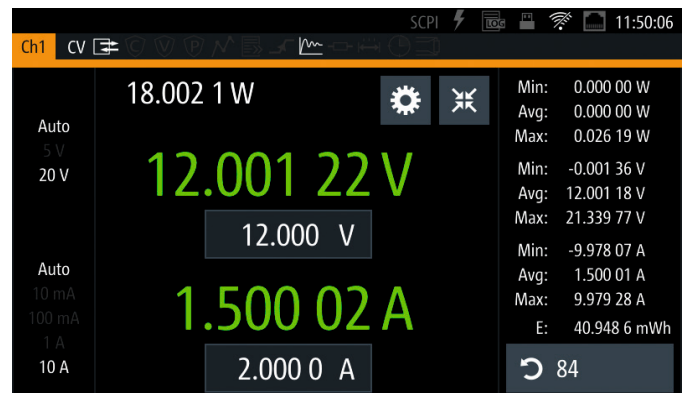 SCPI LOG 11:50:06
Ch1 CV
18.002 1 W
Auto
5 V
20 V
12.001 22 V
12.000 V
Auto
10 mA
100 mA
1 A
10 A
1.500 02 A
2.000 0 A
Min: 0.000 00 W
Avg: 0.000 00 W
Max: 0.026 19 W
Min: -0.001 36 V
Avg: 12.001 18 V
Max: 21.339 77 V
Min: -9.978 07 A
Avg: 1.500 01 A
Max: 9.979 28 A
E: 40.948 6 mWh
84